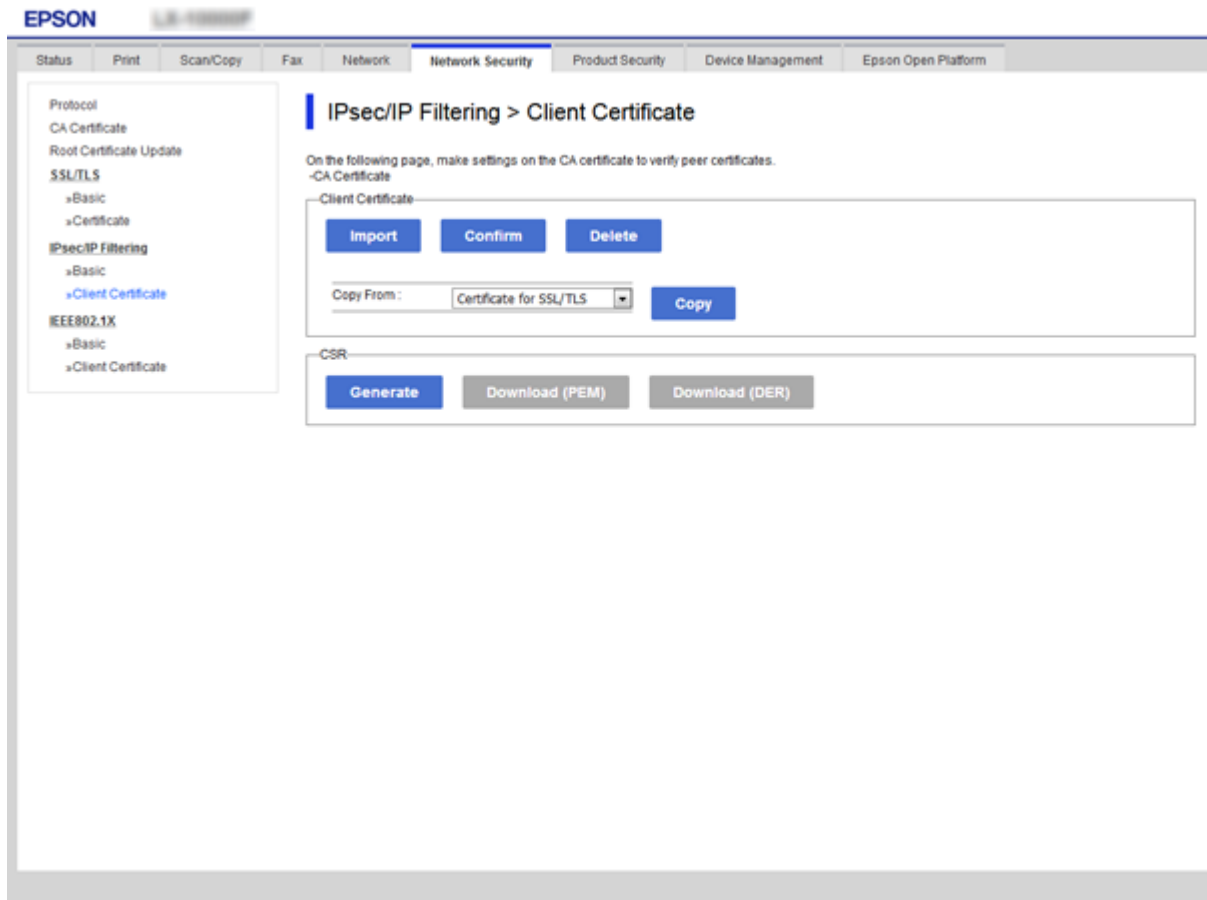 EPSON
Status Print Scan/Copy Fax Network Network Security Product Security Device Management Epson Open Platform
Protocol
CA Certificate
Root Certificate Update
SSL/TLS
»Basic
»Certificate
IPsec/IP Filtering
»Basic
»Client Certificate
IEEE802.1X
»Basic
»Client Certificate
IPsec/IP Filtering > Client Certificate
On the following page, make settings on the CA certificate to verify peer certificates.
-CA Certificate
Client Certificate
Import Confirm Delete
Copy From : Certificate for SSL/TLS Copy
CSR
Generate Download (PEM) Download (DER)